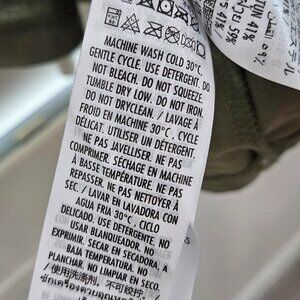 MACHINE WASH COLD 30°C,
GENTLE CYCLE. USE DETERGENT. DO
NOT BLEACH. DO NOT SQUEEZE.
TUMBLE DRY LOW. DO NOT IRON.
DO NOT DRYCLEAN. / LAVAGE À
FROID EN MACHINE 30°C, CYCLE
DÉLICAT. UTILISER UN DÉTERGENT.
NE PAS JAVELLISER. NE PAS
COMPRIMER. SÉCHAGE EN MACHINE
À BASSE TEMPÉRATURE. NE PAS
REPASSER. NE PAS NETTOYER À
SEC. / LAVAR EN LAVADORA CON
AGUA FRIA 30°C. CICLO
DELICADO. USE DETERGENTE. NO
USAR BLANQUEADOR. NO
EXPRIMIR. SECAR EN SECADORA, A
BAJA TEMPERATURA. NO
PLANCHAR. NO LIMPIAR EN SECO.
41%